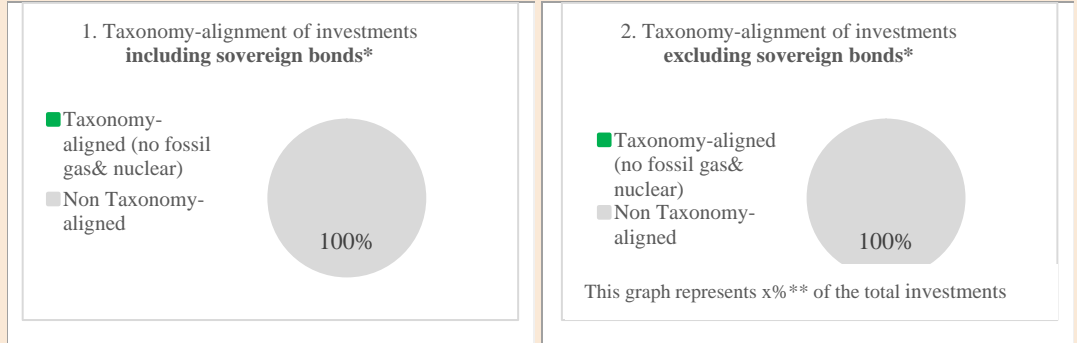 1. Taxonomy-alignment of investments
including sovereign bonds*
Taxonomy-
aligned (no fossil
gas& nuclear)
Non Taxonomy-
aligned
100%
2. Taxonomy-alignment of investments
excluding sovereign bonds*
Taxonomy-aligned
(no fossil gas&
nuclear)
Non Taxonomy-
aligned
100%
This graph represents x%** of the total investments